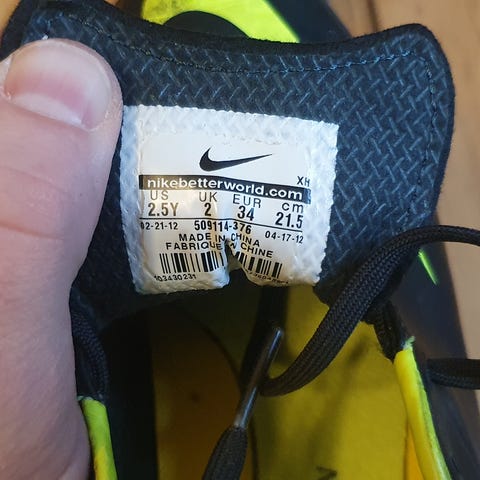 XH
nikebetterworld.com
US UK EUR cm
2.5Y 2 34 21.5
02-21-12 509114-376 04-17-12
MADE IN CHINA
FABRIQUE EN CHINE
103430231